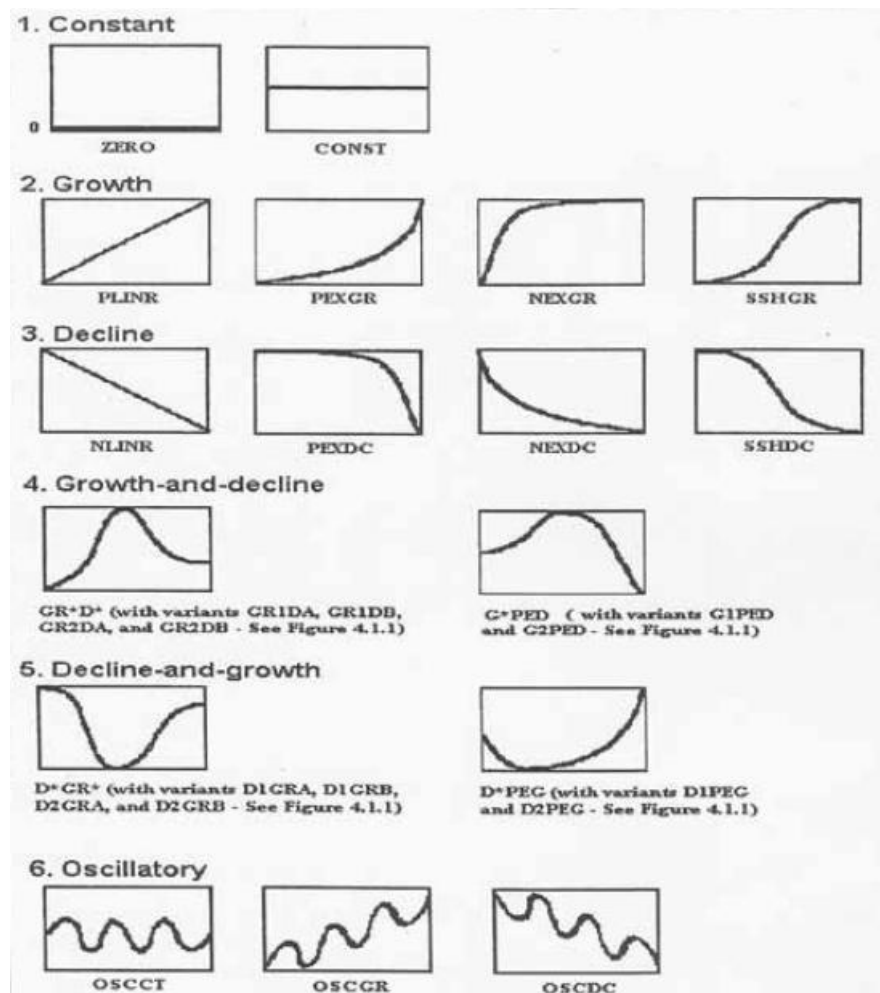 1. Constant
0
ZERO
CONST
2. Growth
PLINR
PEXGR
NEXGR
SSHGR
3. Decline
NLINR
PEXDC
NEXDC
SSHDC
4. Growth-and-decline
GR*D* (with variants GR1DA, GR1DB,
GR2DA, and GR2DB - See Figure 4.1.1)
G*PED ( with variants G1PED
and G2PED - See Figure 4.1.1)
5. Decline-and-growth
D*GR* (with variants D1GRA, D1GRB,
D2GRA, and D2GRB - See Figure 4.1.1)
D*PEG (with variants D1PEG
and D2PEG - See Figure 4.1.1)
6. Oscillatory
OSCCT
OSCGR
OSCDC